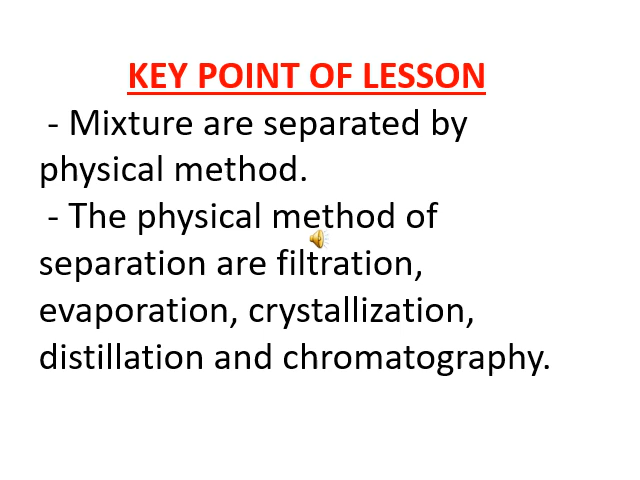 KEY POINT OF LESSON
- Mixture are separated by
physical method.
- The physical method of
separation are filtration,
evaporation, crystallization,
distillation and chromatography.